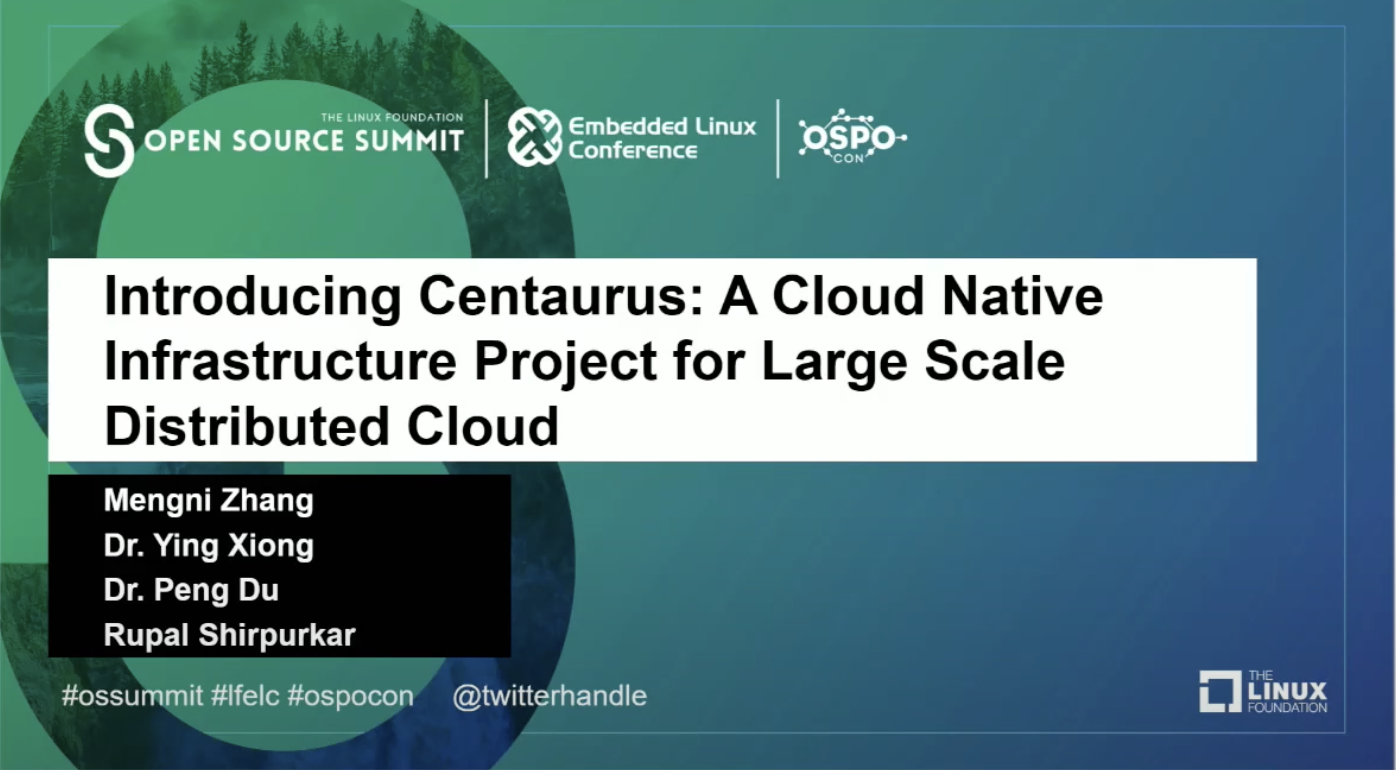 THE LINUX FOUNDATION
OPEN SOURCE SUMMIT
Embedded Linux
Conference
OSPO
CON
Introducing Centaurus: A Cloud Native
Infrastructure Project for Large Scale
Distributed Cloud
Mengni Zhang
Dr. Ying Xiong
Dr. Peng Du
Rupal Shirpurkar
#ossummit #lfelc #ospocon @twitterhandle
THE
LINUX
FOUNDATION